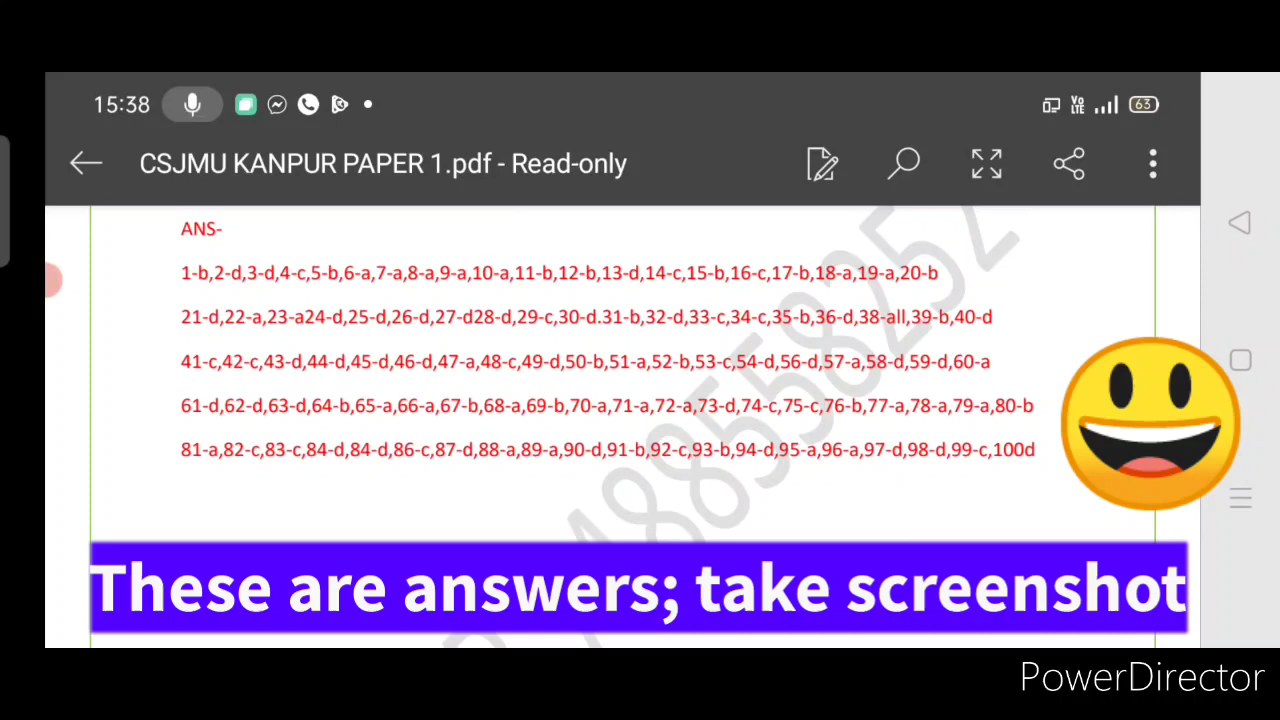 15:38 Vo LTE 63
CSJMU KANPUR PAPER 1.pdf - Read-only
ANS-
1-b,2-d,3-d,4-c,5-b,6-a,7-a,8-a,9-a,10-a,11-b,12-b,13-d,14-c,15-b,16-c,17-b,18-a,19-a,20-b
21-d,22-a,23-a24-d,25-d,26-d,27-d28-d,29-c,30-d.31-b,32-d,33-c,34-c,35-b,36-d,38-all,39-b,40-d
41-c,42-c,43-d,44-d,45-d,46-d,47-a,48-c,49-d,50-b,51-a,52-b,53-c,54-d,56-d,57-a,58-d,59-d,60-a
61-d,62-d,63-d,64-b,65-a,66-a,67-b,68-a,69-b,70-a,71-a,72-a,73-d,74-c,75-c,76-b,77-a,78-a,79-a,80-b
81-a,82-c,83-c,84-d,84-d,86-c,87-d,88-a,89-a,90-d,91-b,92-c,93-b,94-d,95-a,96-a,97-d,98-d,99-c,100d
These are answers; take screenshot
PowerDirector